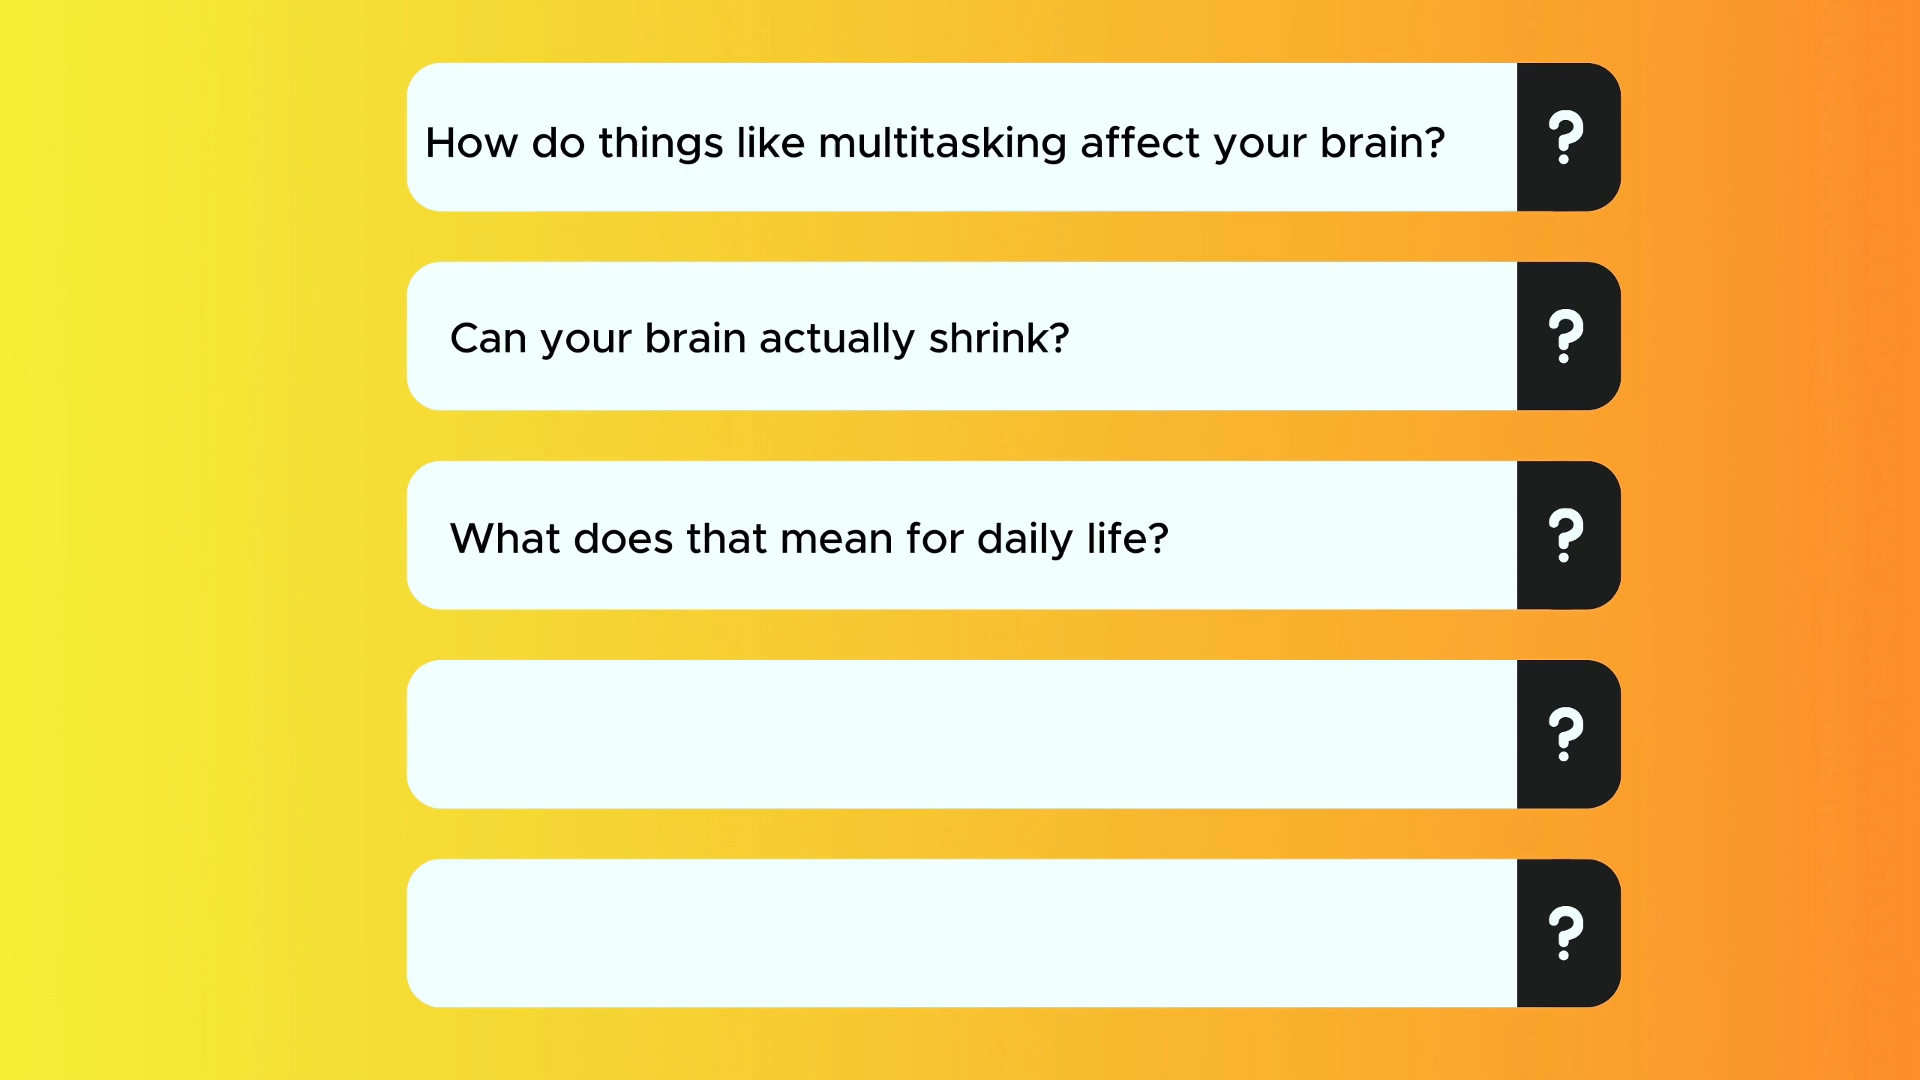 How do things like multitasking affect your brain?
?
Can your brain actually shrink?
?
What does that mean for daily life?
?
?
?